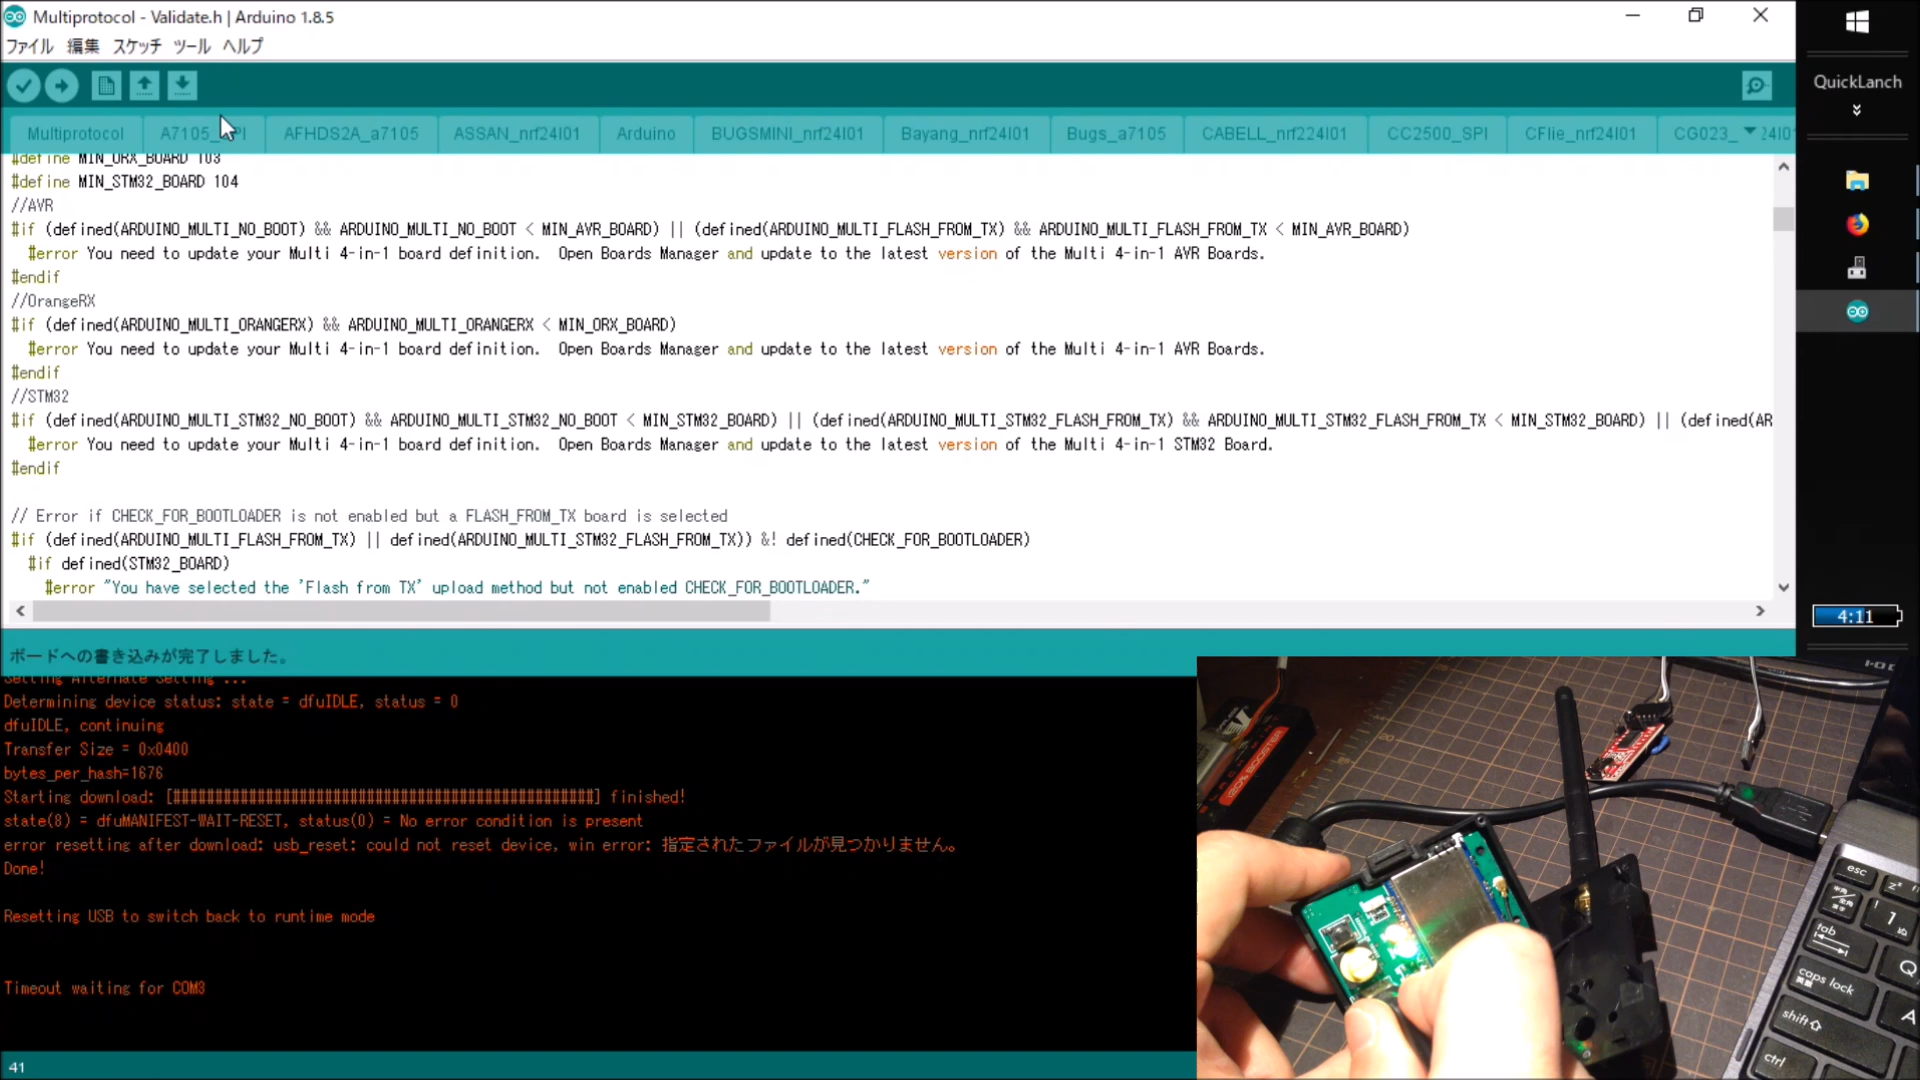 Multiprotocol - Validate.h | Arduino 1.8.5
ファイル 編集 スケッチ ツール ヘルプ
QuickLanch
Multiprotocol
AFHDS2A_a7105
ASSAN_nrf24l01
Arduino
BUGSMINI_nrf24l01
Bayang_nrf24l01
Bugs_a7105
CABELL_nrf224l01
CC2500_SPI
CFlie_nrf24l01
#define MIN_ORX_BOARD 103
#define MIN_STM32_BOARD 104
//AVR
#if (defined(ARDUINO_MULTI_NO_BOOT) && ARDUINO_MULTI_NO_BOOT < MIN_AVR_BOARD) || (defined(ARDUINO_MULTI_FLASH_FROM_TX) && ARDUINO_MULTI_FLASH_FROM_TX < MIN_AVR_BOARD)
#error You need to update your Multi 4-in-1 board definition.  Open Boards Manager and update to the latest version of the Multi 4-in-1 AVR Boards.
#endif
//OrangeRX
#if (defined(ARDUINO_MULTI_ORANGERX) && ARDUINO_MULTI_ORANGERX < MIN_ORX_BOARD)
#error You need to update your Multi 4-in-1 board definition.  Open Boards Manager and update to the latest version of the Multi 4-in-1 AVR Boards.
#endif
//STM32
#if (defined(ARDUINO_MULTI_STM32_NO_BOOT) && ARDUINO_MULTI_STM32_NO_BOOT < MIN_STM32_BOARD) || (defined(ARDUINO_MULTI_STM32_FLASH_FROM_TX) && ARDUINO_MULTI_STM32_FLASH_FROM_TX < MIN_STM32_BOARD) || (defined(AR
#error You need to update your Multi 4-in-1 board definition.  Open Boards Manager and update to the latest version of the Multi 4-in-1 STM32 Board.
#endif
// Error if CHECK_FOR_BOOTLOADER is not enabled but a FLASH_FROM_TX board is selected
#if (defined(ARDUINO_MULTI_FLASH_FROM_TX) || defined(ARDUINO_MULTI_STM32_FLASH_FROM_TX)) &! defined(CHECK_FOR_BOOTLOADER)
#if defined(STM32_BOARD)
#error "You have selected the 'Flash from TX' upload method but not enabled CHECK_FOR_BOOTLOADER."
4:11
ボードへの書き込みが完了しました。
Setting Alternate Setting ...
Determining device status: state = dfuIDLE, status = 0
dfuIDLE, continuing
Transfer Size = 0x0400
bytes_per_hash=1676
Starting download: [##################################################] finished!
state(8) = dfuMANIFEST-WAIT-RESET, status(0) = No error condition is present
error resetting after download: usb_reset: could not reset device, win error: 指定されたファイルが見つかりません。
Done!
Resetting USB to switch back to runtime mode
Timeout waiting for COM3
41
esc
tab
Q
caps lock
A
shift
ctrl